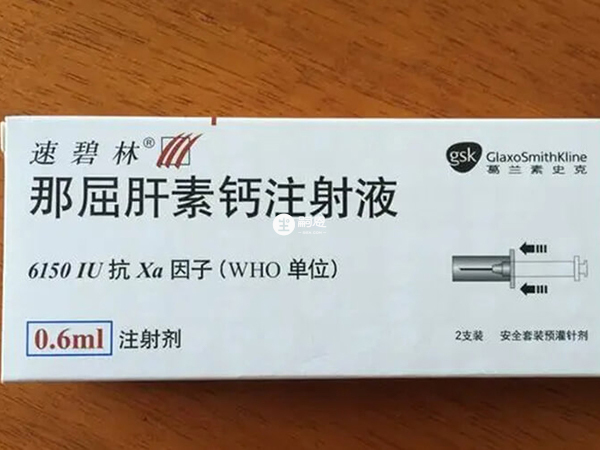 速碧林®
gsk GlaxoSmithKline
葛兰素史克
那屈肝素钙注射液
6150 IU 抗 Xa 因子(WHO 单位)
0.6ml 注射剂
2支装 安全套装预灌针剂